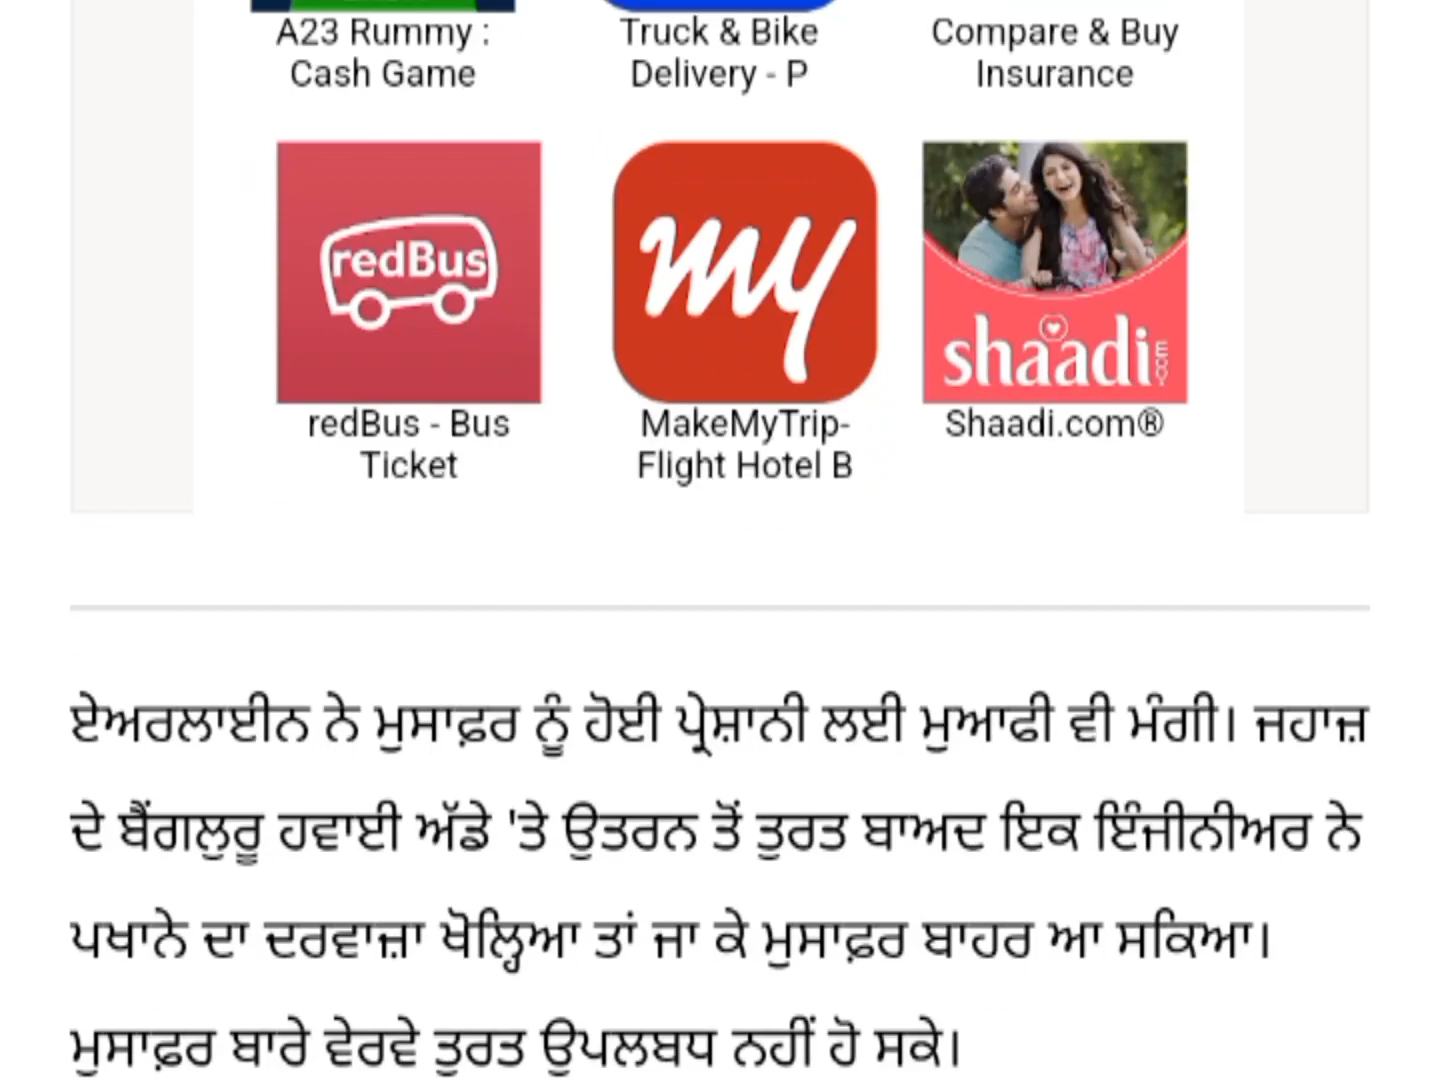 A23 Rummy : Cash Game
Truck & Bike Delivery - P
Compare & Buy Insurance
redBus
my
shaadi.com
redBus - Bus Ticket
MakeMyTrip- Flight Hotel B
Shaadi.com®
ਏਅਰਲਾਈਨ ਨੇ ਮੁਸਾਫ਼ਰ ਨੂੰ ਹੋਈ ਪ੍ਰੇਸ਼ਾਨੀ ਲਈ ਮੁਆਫੀ ਵੀ ਮੰਗੀ। ਜਹਾਜ਼
ਦੇ ਬੈਂਗਲੁਰੂ ਹਵਾਈ ਅੱਡੇ 'ਤੇ ਉਤਰਨ ਤੋਂ ਤੁਰਤ ਬਾਅਦ ਇਕ ਇੰਜੀਨੀਅਰ ਨੇ
ਪਖਾਨੇ ਦਾ ਦਰਵਾਜ਼ਾ ਖੋਲ੍ਹਿਆ ਤਾਂ ਜਾ ਕੇ ਮੁਸਾਫ਼ਰ ਬਾਹਰ ਆ ਸਕਿਆ।
ਮੁਸਾਫ਼ਰ ਬਾਰੇ ਵੇਰਵੇ ਤੁਰਤ ਉਪਲਬਧ ਨਹੀਂ ਹੋ ਸਕੇ।